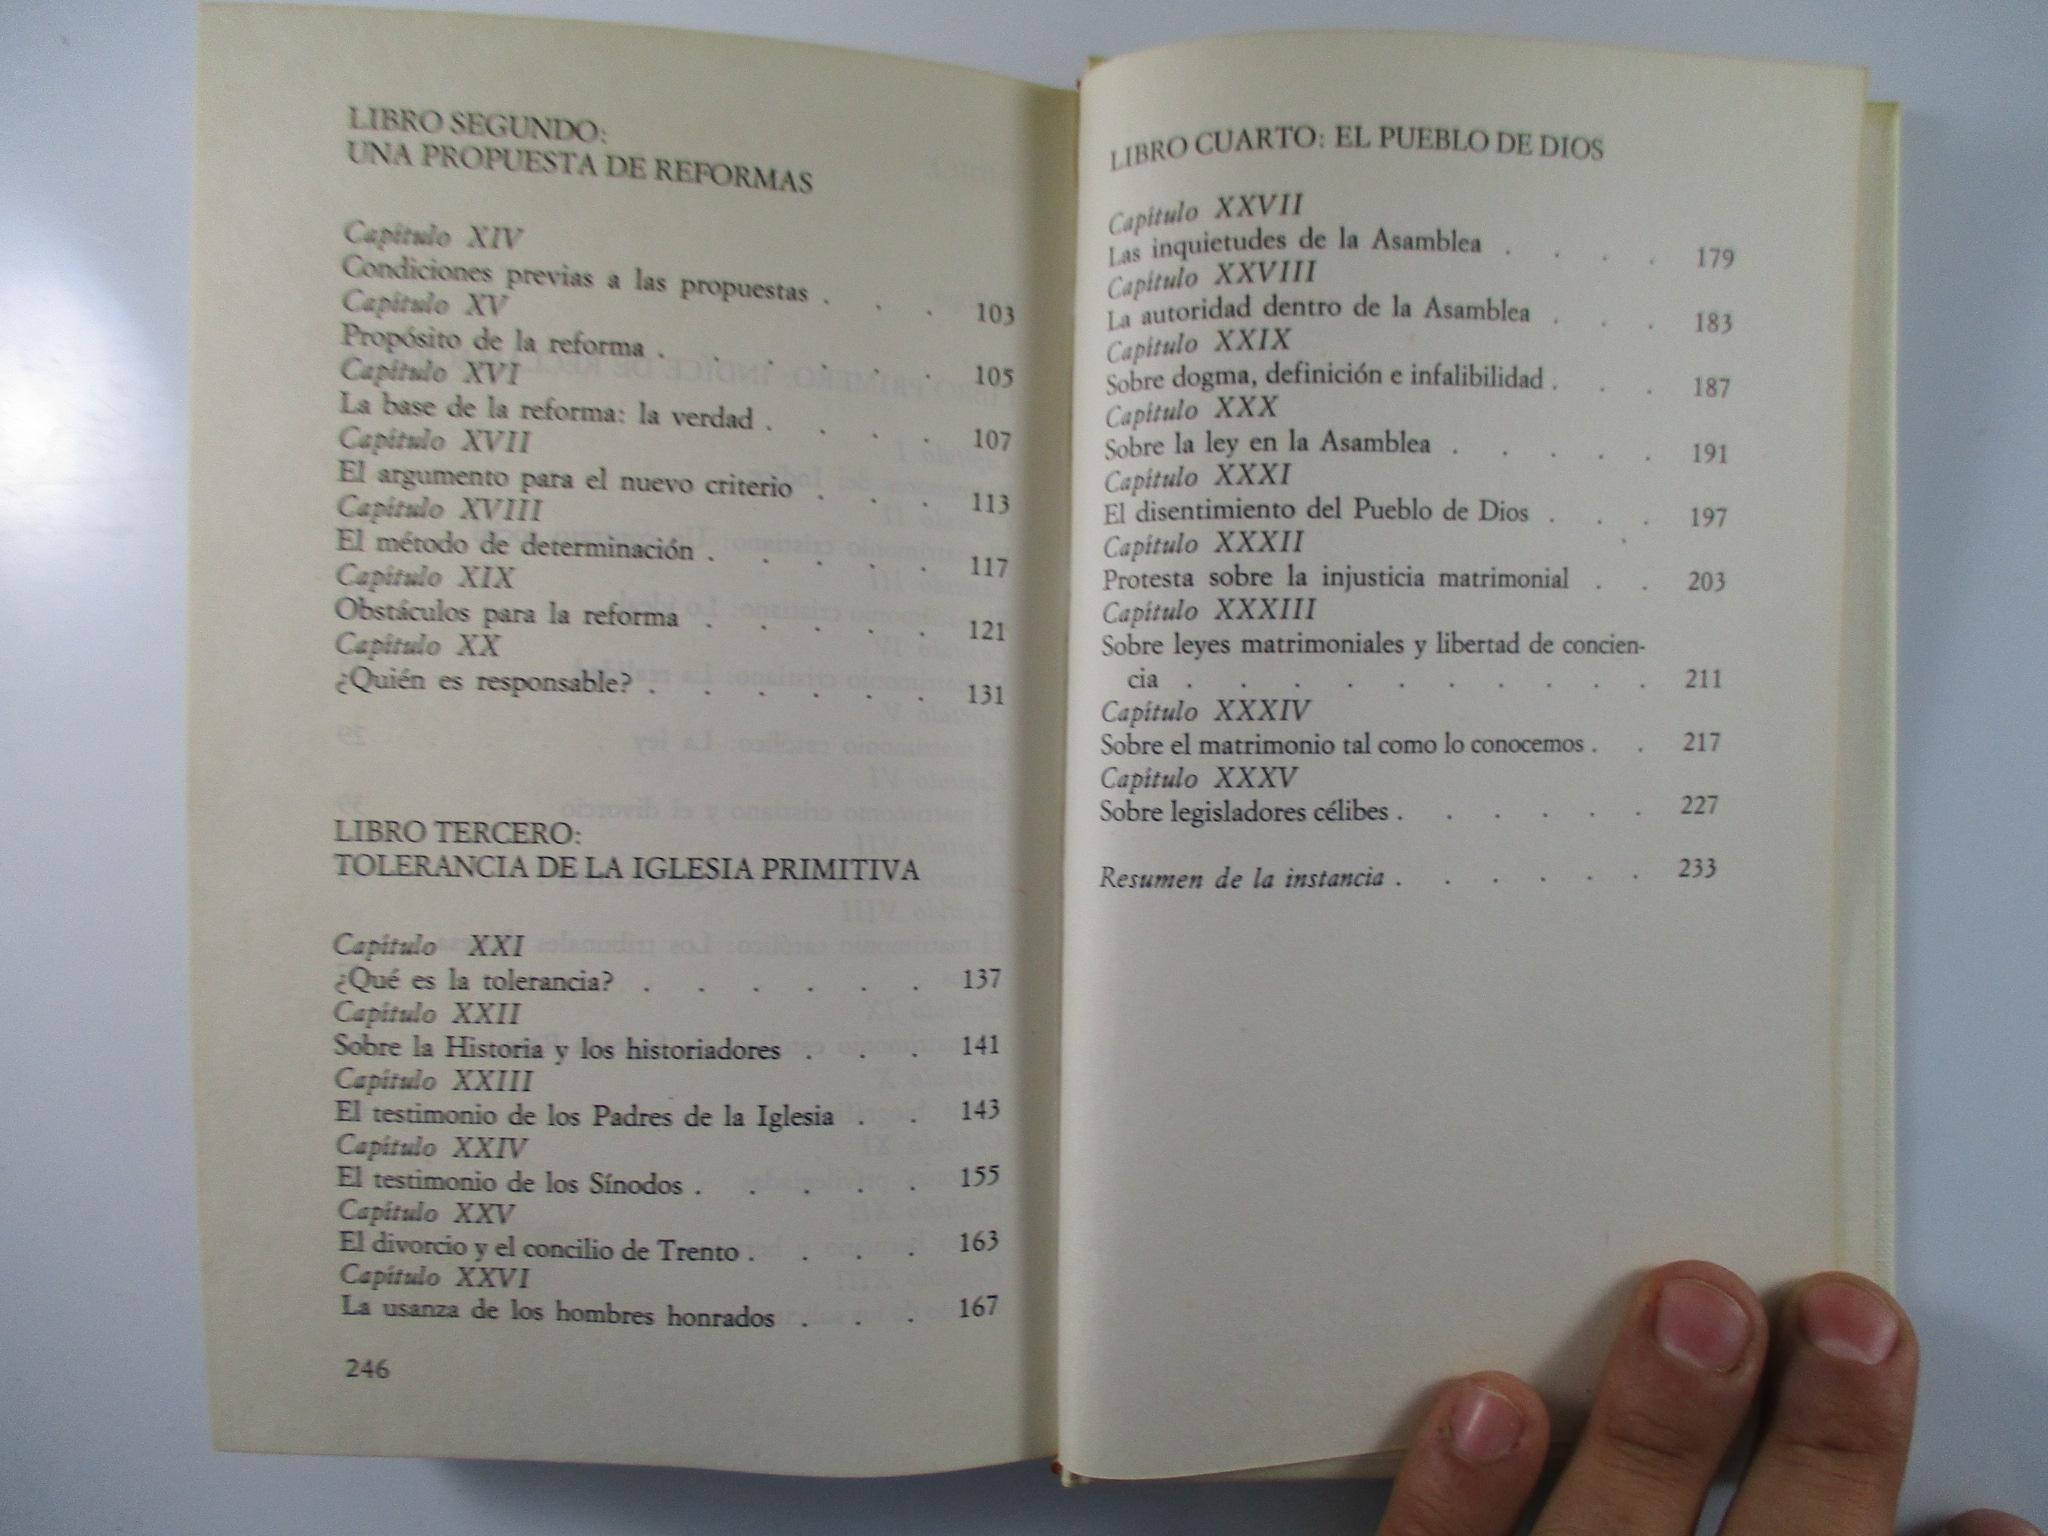 LIBRO SEGUNDO:
UNA PROPUESTA DE REFORMAS
Capítulo XIV
Condiciones previas a las propuestas . . . 103
Capítulo XV
Propósito de la reforma . . . . . . 105
Capítulo XVI
La base de la reforma: la verdad . . . . 107
Capítulo XVII
El argumento para el nuevo criterio . . . 113
Capítulo XVIII
El método de determinación . . . . . 117
Capítulo XIX
Obstáculos para la reforma . . . . . 121
Capítulo XX
¿Quién es responsable? . . . . . . 131
LIBRO TERCERO:
TOLERANCIA DE LA IGLESIA PRIMITIVA
Capítulo XXI
¿Qué es la tolerancia? . . . . . . 137
Capítulo XXII
Sobre la Historia y los historiadores . . . 141
Capítulo XXIII
El testimonio de los Padres de la Iglesia . . 143
Capítulo XXIV
El testimonio de los Sínodos . . . . . 155
Capítulo XXV
El divorcio y el concilio de Trento . . . . 163
Capítulo XXVI
La usanza de los hombres honrados . . . 167
246
LIBRO CUARTO: EL PUEBLO DE DIOS
Capítulo XXVII
Las inquietudes de la Asamblea . . . . 179
Capítulo XXVIII
La autoridad dentro de la Asamblea . . . 183
Capítulo XXIX
Sobre dogma, definición e infalibilidad . . . 187
Capítulo XXX
Sobre la ley en la Asamblea . . . . . 191
Capítulo XXXI
El disentimiento del Pueblo de Dios . . . 197
Capítulo XXXII
Protesta sobre la injusticia matrimonial . . 203
Capítulo XXXIII
Sobre leyes matrimoniales y libertad de concien-
cia . . . . . . . . . 211
Capítulo XXXIV
Sobre el matrimonio tal como lo conocemos . . 217
Capítulo XXXV
Sobre legisladores célibes . . . . . . 227
Resumen de la instancia . . . . . . 233